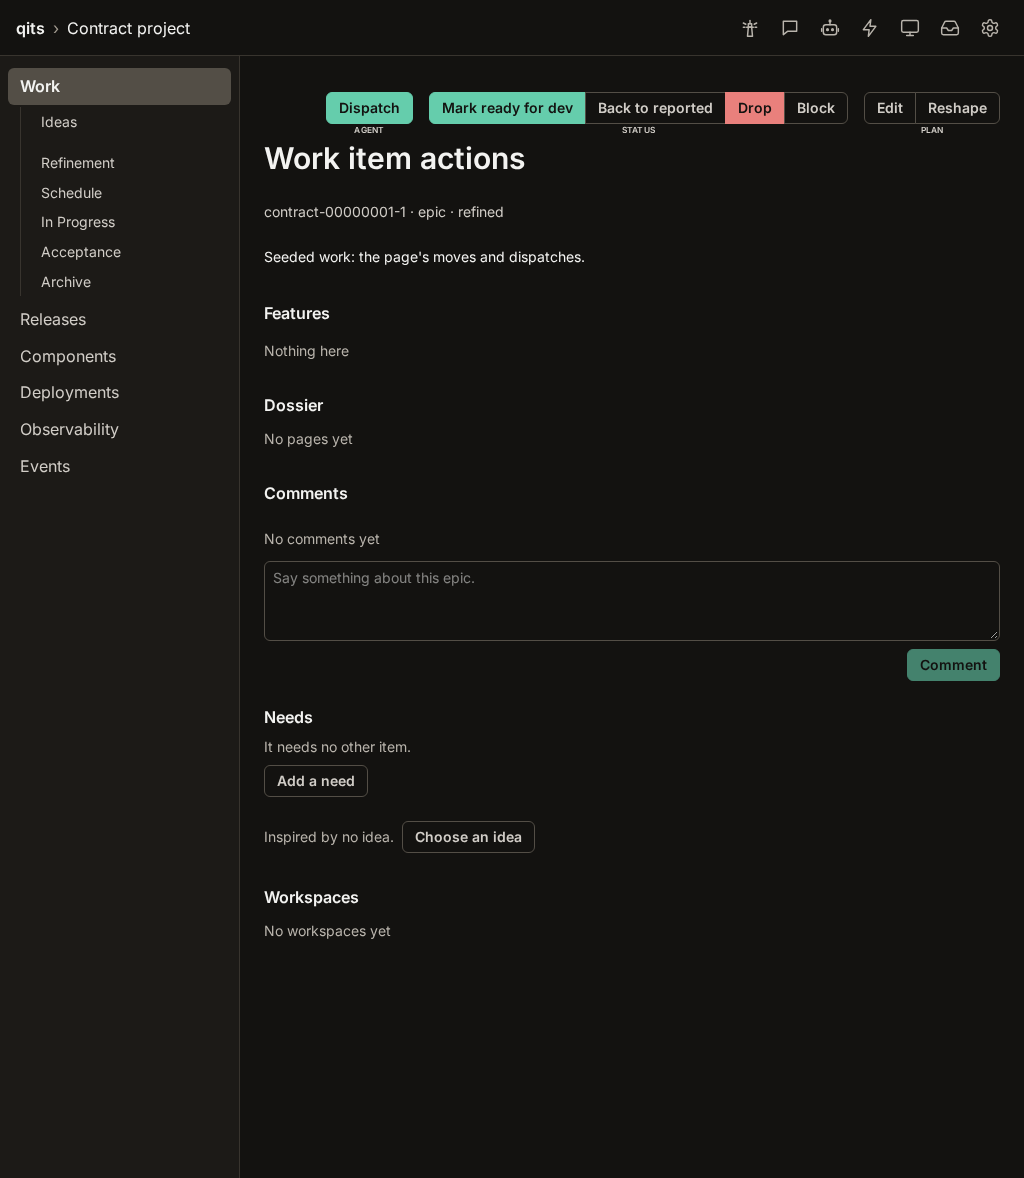 qits › Contract project
Work
Ideas
Refinement
Schedule
In Progress
Acceptance
Archive
Releases
Components
Deployments
Observability
Events
Dispatch
AGENT
Mark ready for dev Back to reported Drop Block
STATUS
Edit Reshape
PLAN
Work item actions
contract-00000001-1 · epic · refined
Seeded work: the page's moves and dispatches.
Features
Nothing here
Dossier
No pages yet
Comments
No comments yet
Say something about this epic.
Comment
Needs
It needs no other item.
Add a need
Inspired by no idea. Choose an idea
Workspaces
No workspaces yet